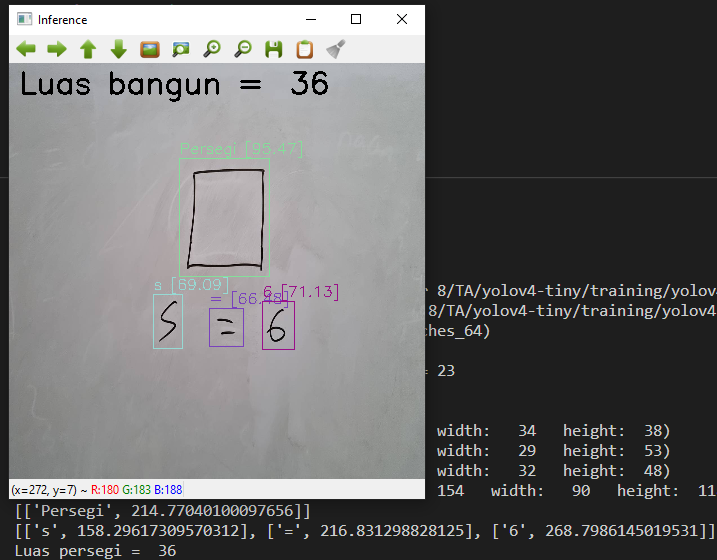 Inference
Luas bangun = 36
Persegi [95.47]
s [69.09]
= [66.48]
6 [71.13]
S = 6
(x=272, y=7) ~ R:180 G:183 B:188
8/TA/yolov4-tiny/training/yolov
8/TA/yolov4-tiny/training/yolov4
hes_64)
= 23
width: 34 height: 38)
width: 29 height: 53)
width: 32 height: 48)
154 width: 90 height: 11
[['Persegi', 214.77040100097656]]
[['s', 158.29617309570312], ['=', 216.831298828125], ['6', 268.7986145019531]]
Luas persegi = 36